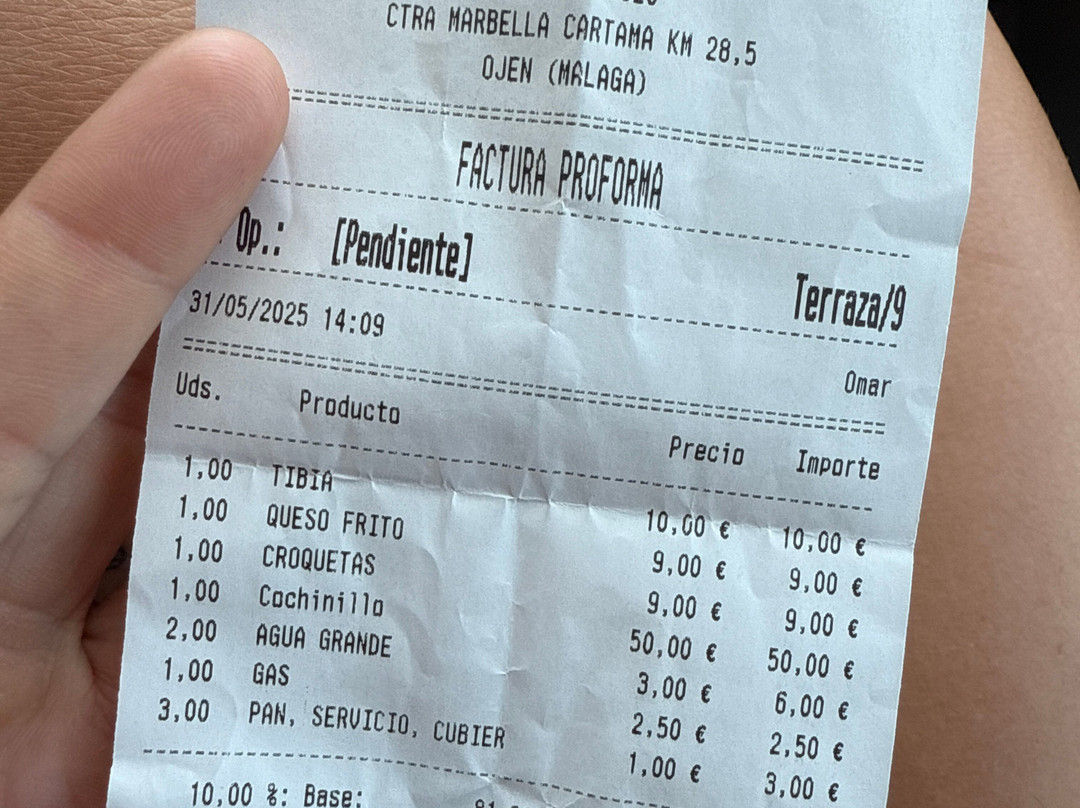 CTRA MARBELLA CARTAMA KM 28,5
OJEN (MALAGA)
FACTURA PROFORMA
Op.: [Pendiente] Terraza/9
31/05/2025 14:09
Omar
Uds. Producto Precio Importe
1,00 TIBIA 10,00 € 10,00 €
1,00 QUESO FRITO 9,00 € 9,00 €
1,00 CROQUETAS 9,00 € 9,00 €
1,00 Cochinillo 50,00 € 50,00 €
2,00 AGUA GRANDE 3,00 € 6,00 €
1,00 GAS 2,50 € 2,50 €
3,00 PAN, SERVICIO, CUBIER 1,00 € 3,00 €
10,00 %: Base: